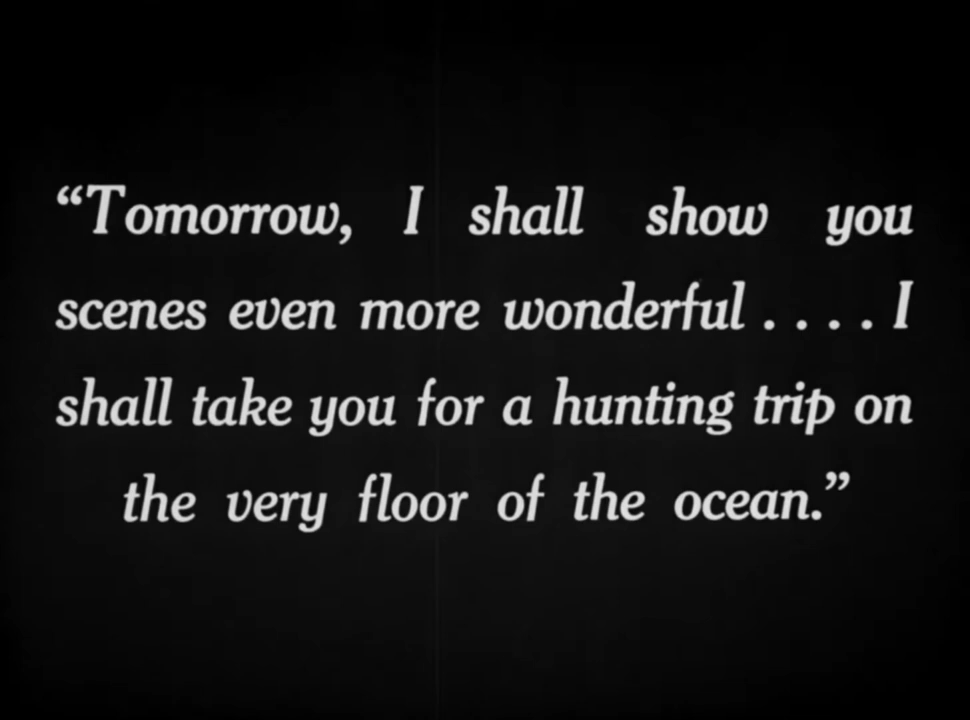 “Tomorrow, I shall show you
scenes even more wonderful . . . . I
shall take you for a hunting trip on
the very floor of the ocean.”